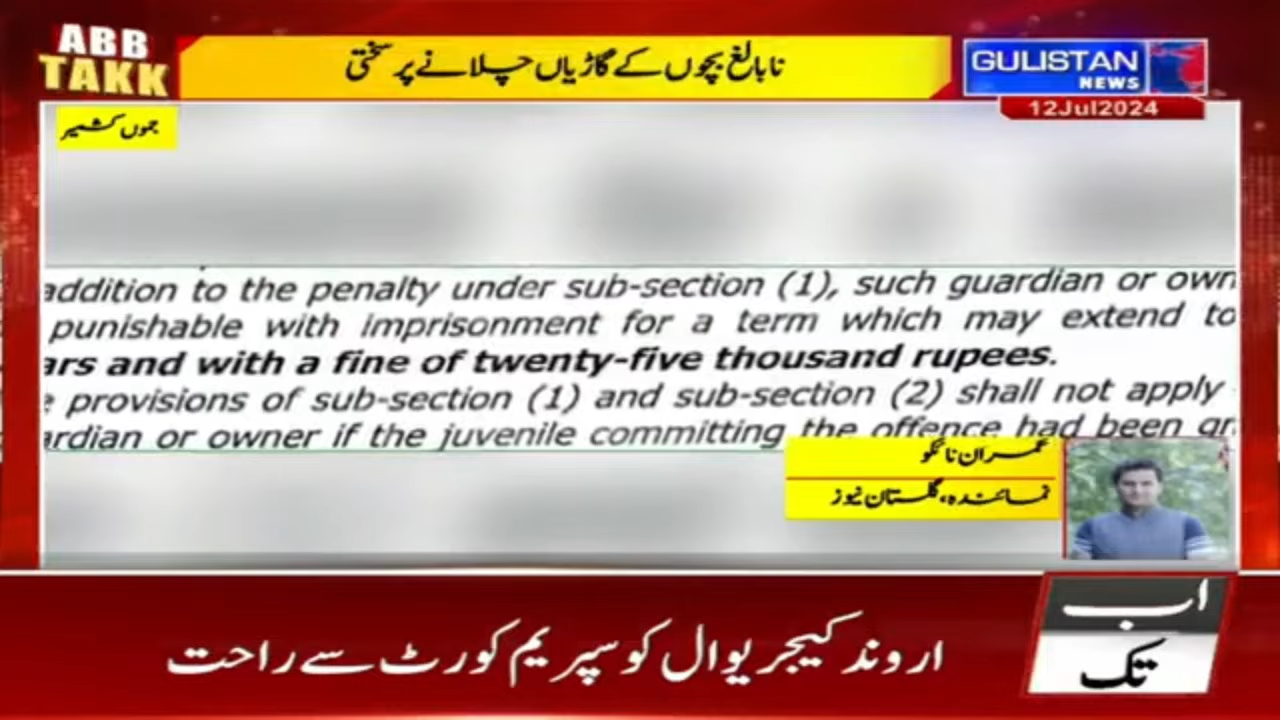 ABB
TAKK
نابالغ بچوں کے گاڑیاں چلانے پر سختی
GULISTAN
NEWS
12Jul2024
جموں کشمیر
addition to the penalty under sub-section (1), such guardian or own
punishable with imprisonment for a term which may extend to
ars and with a fine of twenty-five thousand rupees.
e provisions of sub-section (1) and sub-section (2) shall not apply
ardian or owner if the juvenile committing the offence had been gr
عمران نائکو
نمائندہ، گلستان نیوز
اب
تک
اروند کیجریوال کو سپریم کورٹ سے راحت